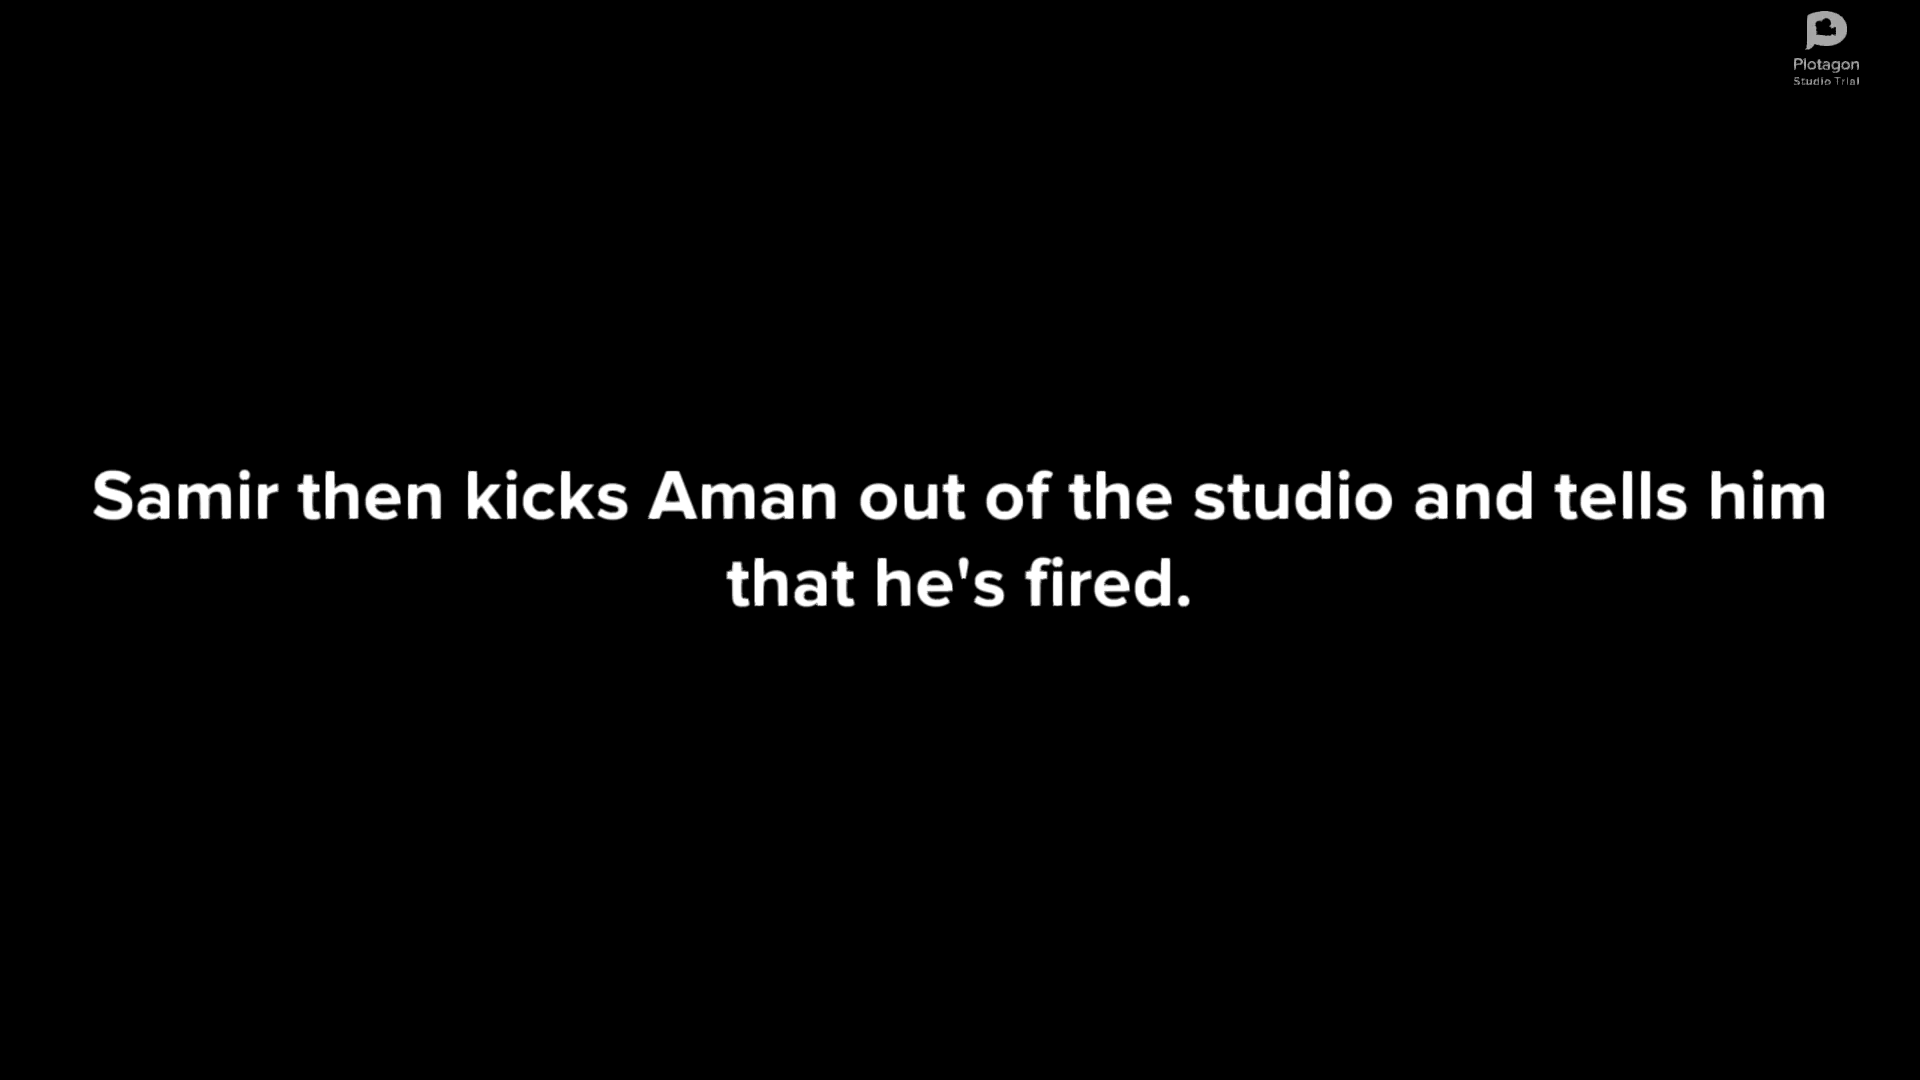 Plotagon
Studio Trial
Samir then kicks Aman out of the studio and tells him
that he's fired.